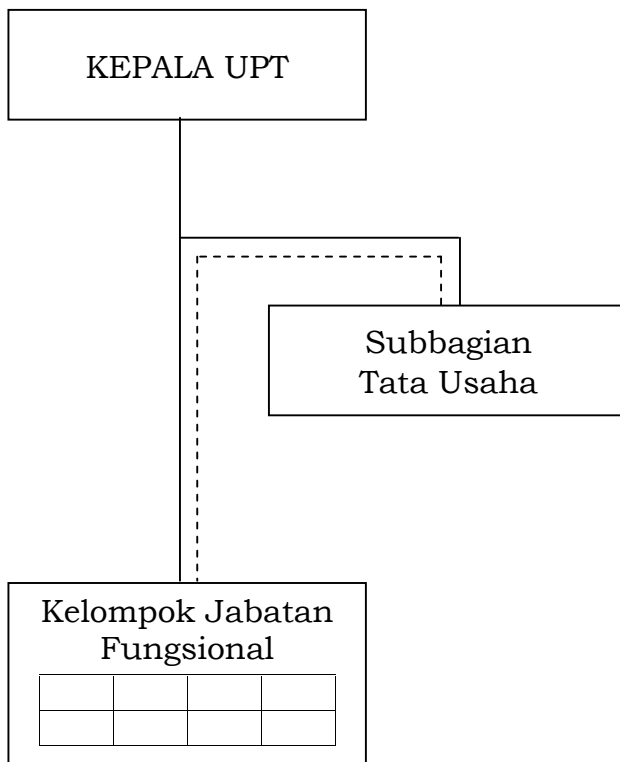 KEPALA UPT
Subbagian
Tata Usaha
Kelompok Jabatan
Fungsional